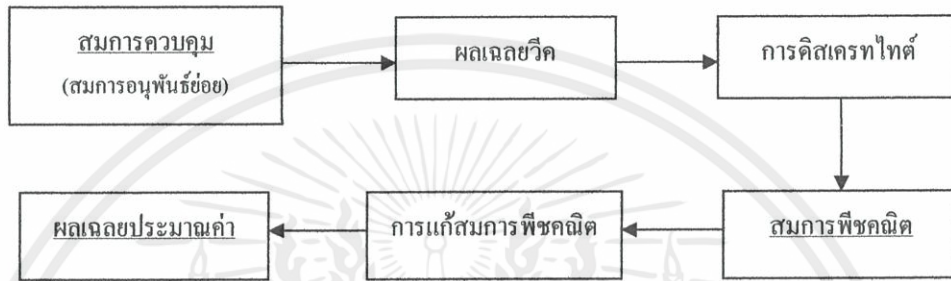 สมการควบคุม
(สมการอนุพันธ์ย่อย)
ผลเฉลยวีค
การดิสเครทไทต์
สมการพีชคณิต
การแก้สมการพีชคณิต
ผลเฉลยประมาณค่า